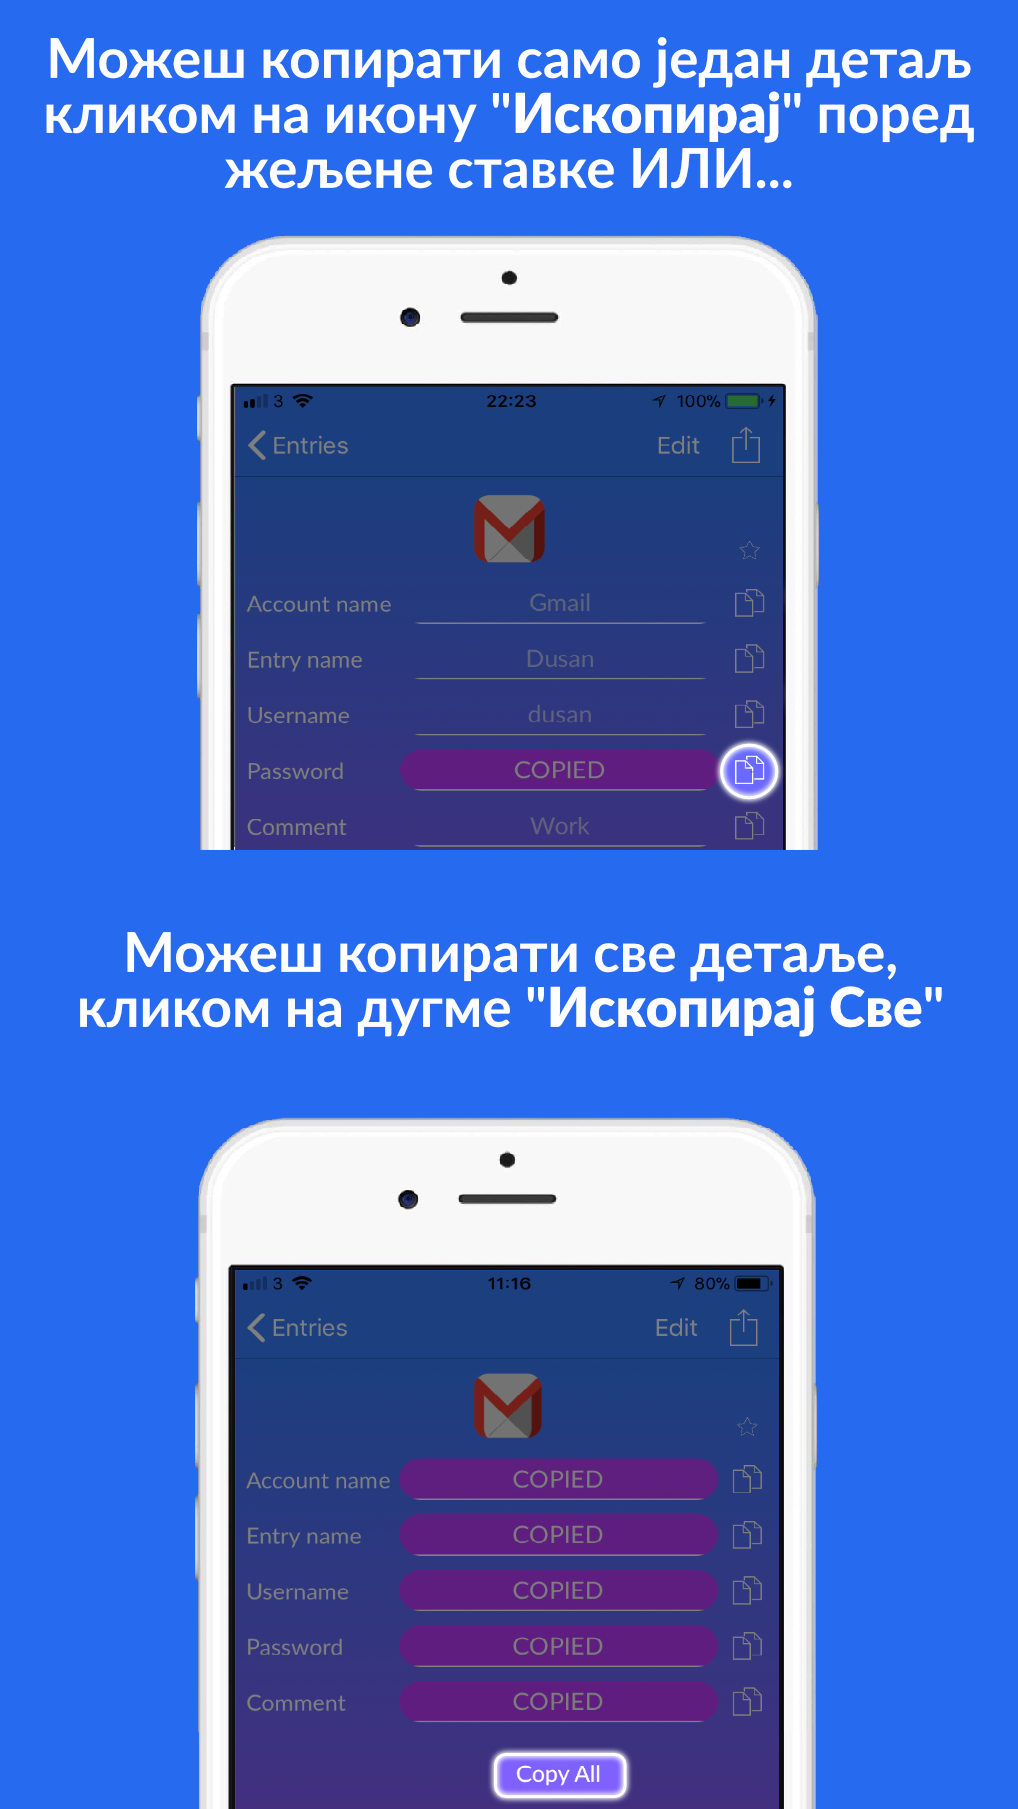 Можеш копирати само један детаљ
кликом на икону "Ископирај" поред
жељене ставке ИЛИ...
3 22:23 100%
Entries Edit
Account name Gmail
Entry name Dusan
Username dusan
Password COPIED
Comment Work
Можеш копирати све детаље,
кликом на дугме "Ископирај Све"
3 11:16 80%
Entries Edit
Account name COPIED
Entry name COPIED
Username COPIED
Password COPIED
Comment COPIED
Copy All